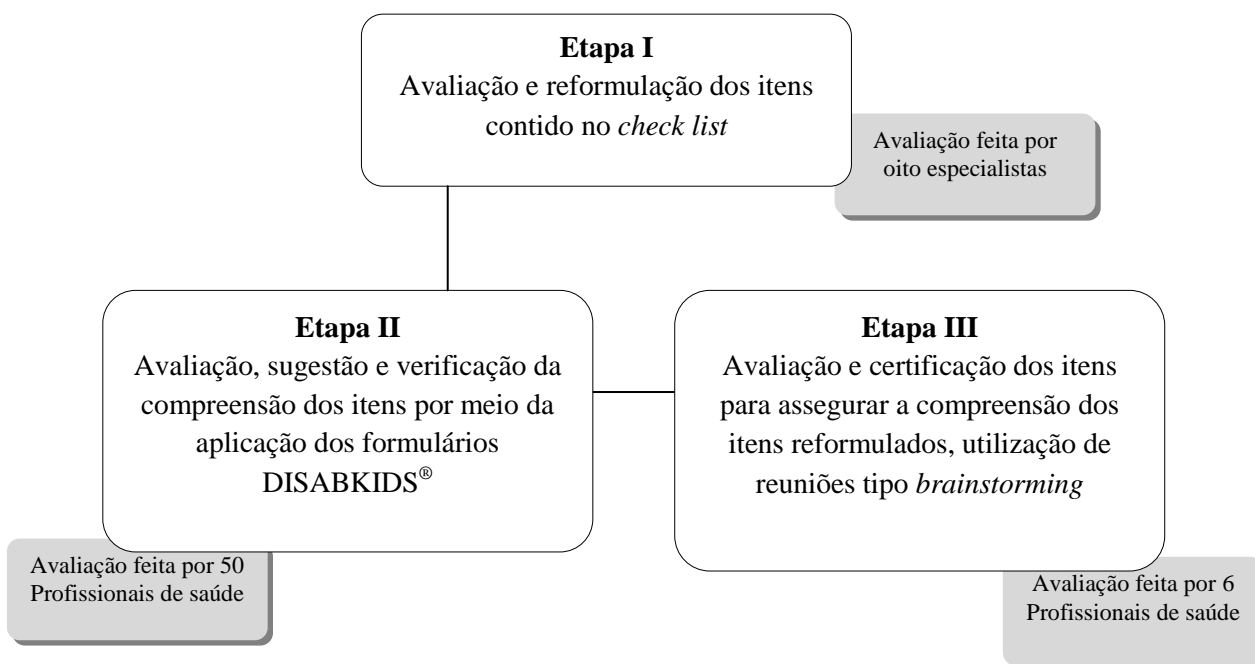 Etapa I
Avaliação e reformulação dos itens
contido no check list
Avaliação feita por
oito especialistas
Etapa II
Avaliação, sugestão e verificação da
compreensão dos itens por meio da
aplicação dos formulários
DISABKIDS®
Avaliação feita por 50
Profissionais de saúde
Etapa III
Avaliação e certificação dos itens
para assegurar a compreensão dos
itens reformulados, utilização de
reuniões tipo brainstorming
Avaliação feita por 6
Profissionais de saúde